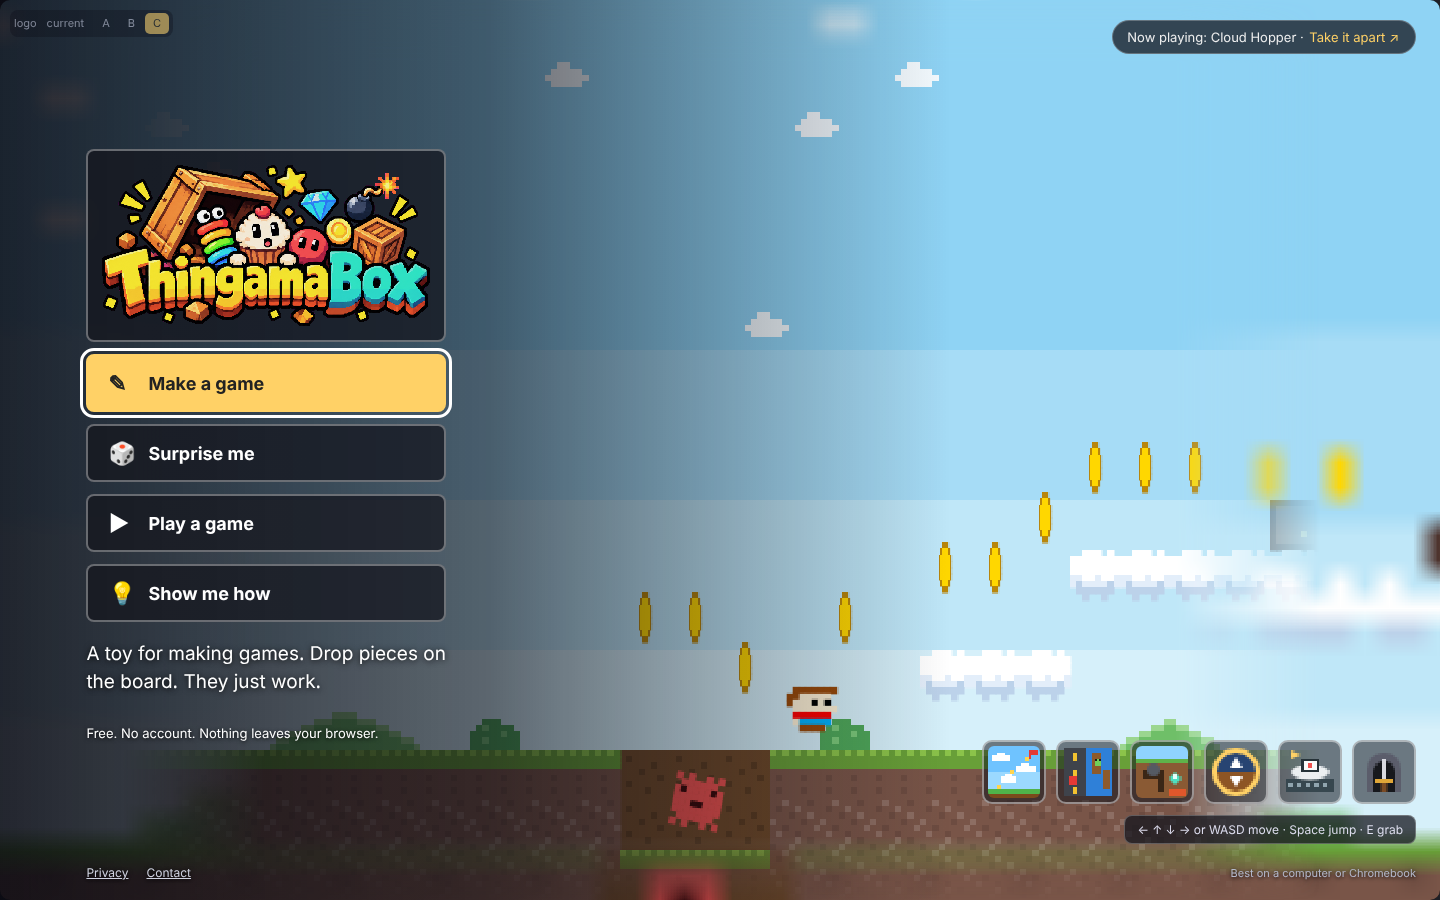 logo current A B C
Now playing: Cloud Hopper · Take it apart ↗
ThingamaBox
Make a game
Surprise me
Play a game
Show me how
A toy for making games. Drop pieces on
the board. They just work.
Free. No account. Nothing leaves your browser.
← ↑ ↓ → or WASD move · Space jump · E grab
Privacy Contact
Best on a computer or Chromebook